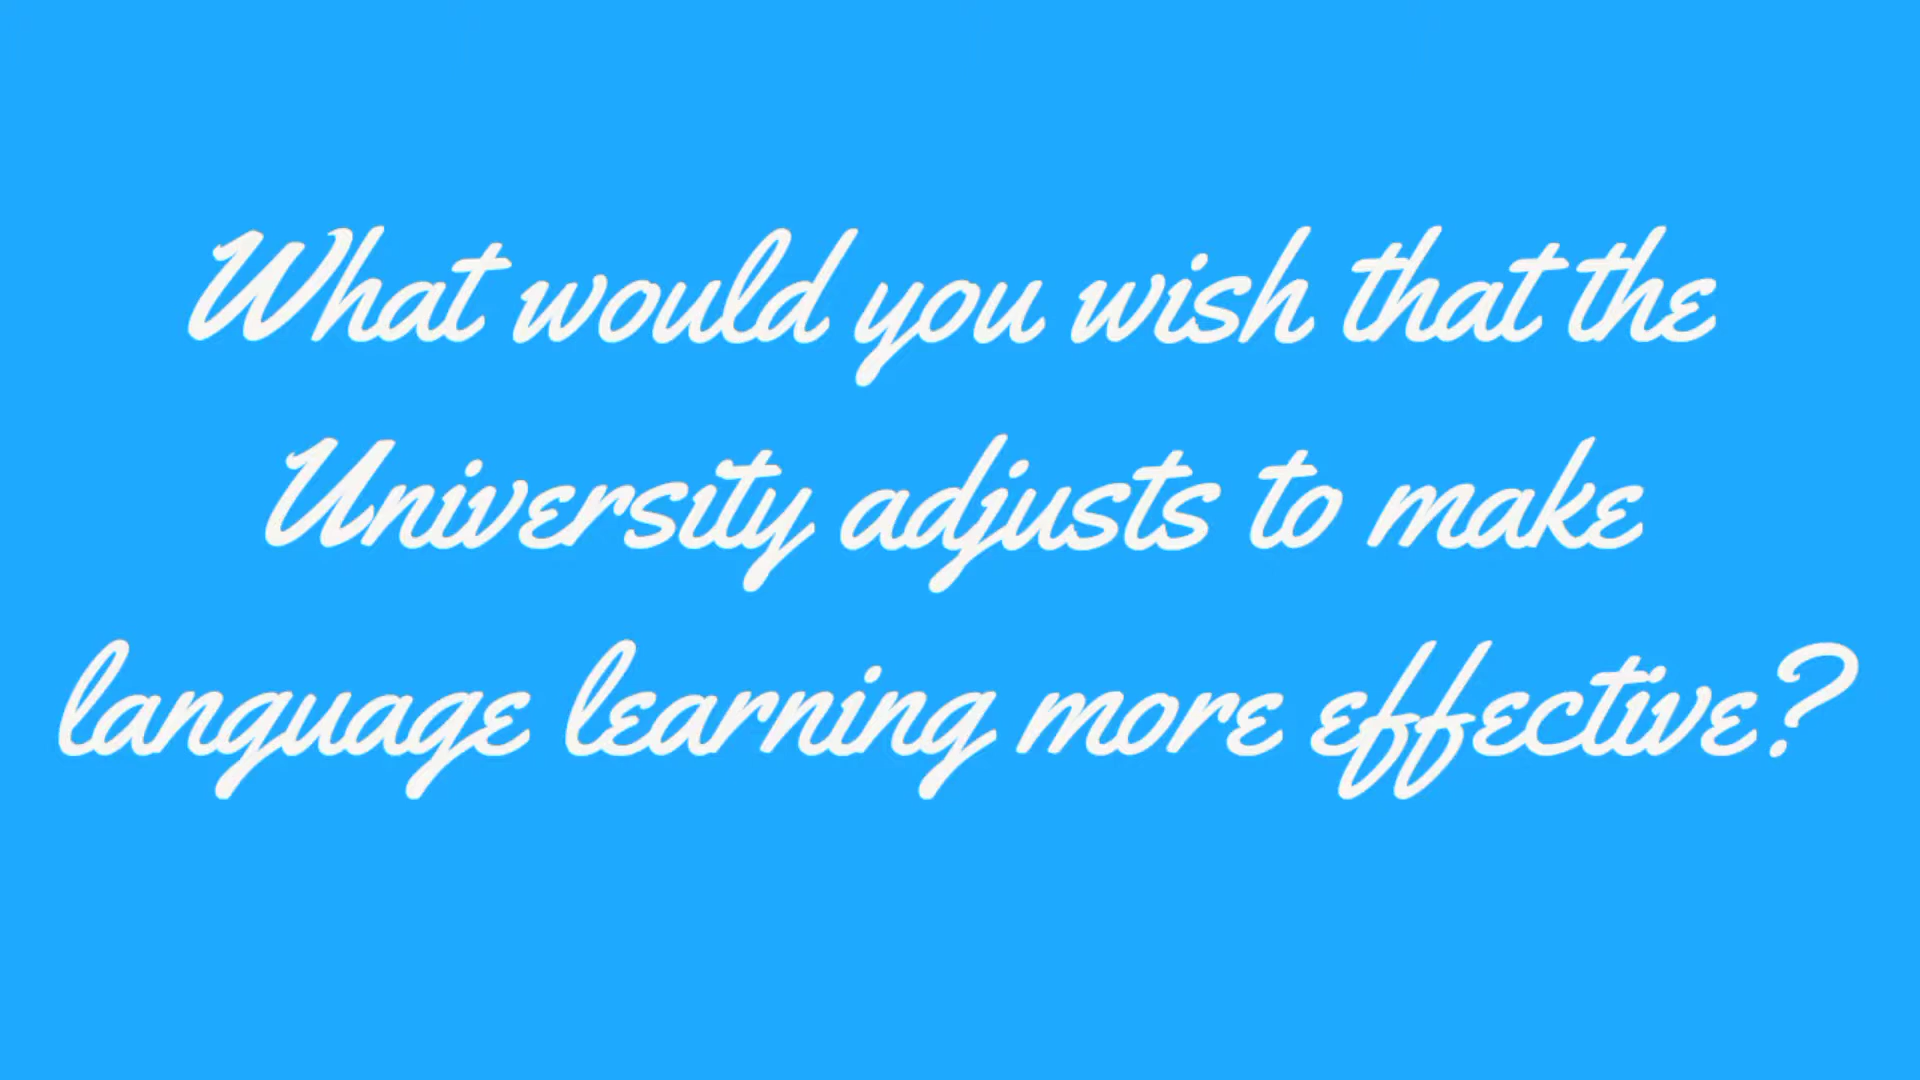 What would you wish that the
University adjusts to make
language learning more effective?